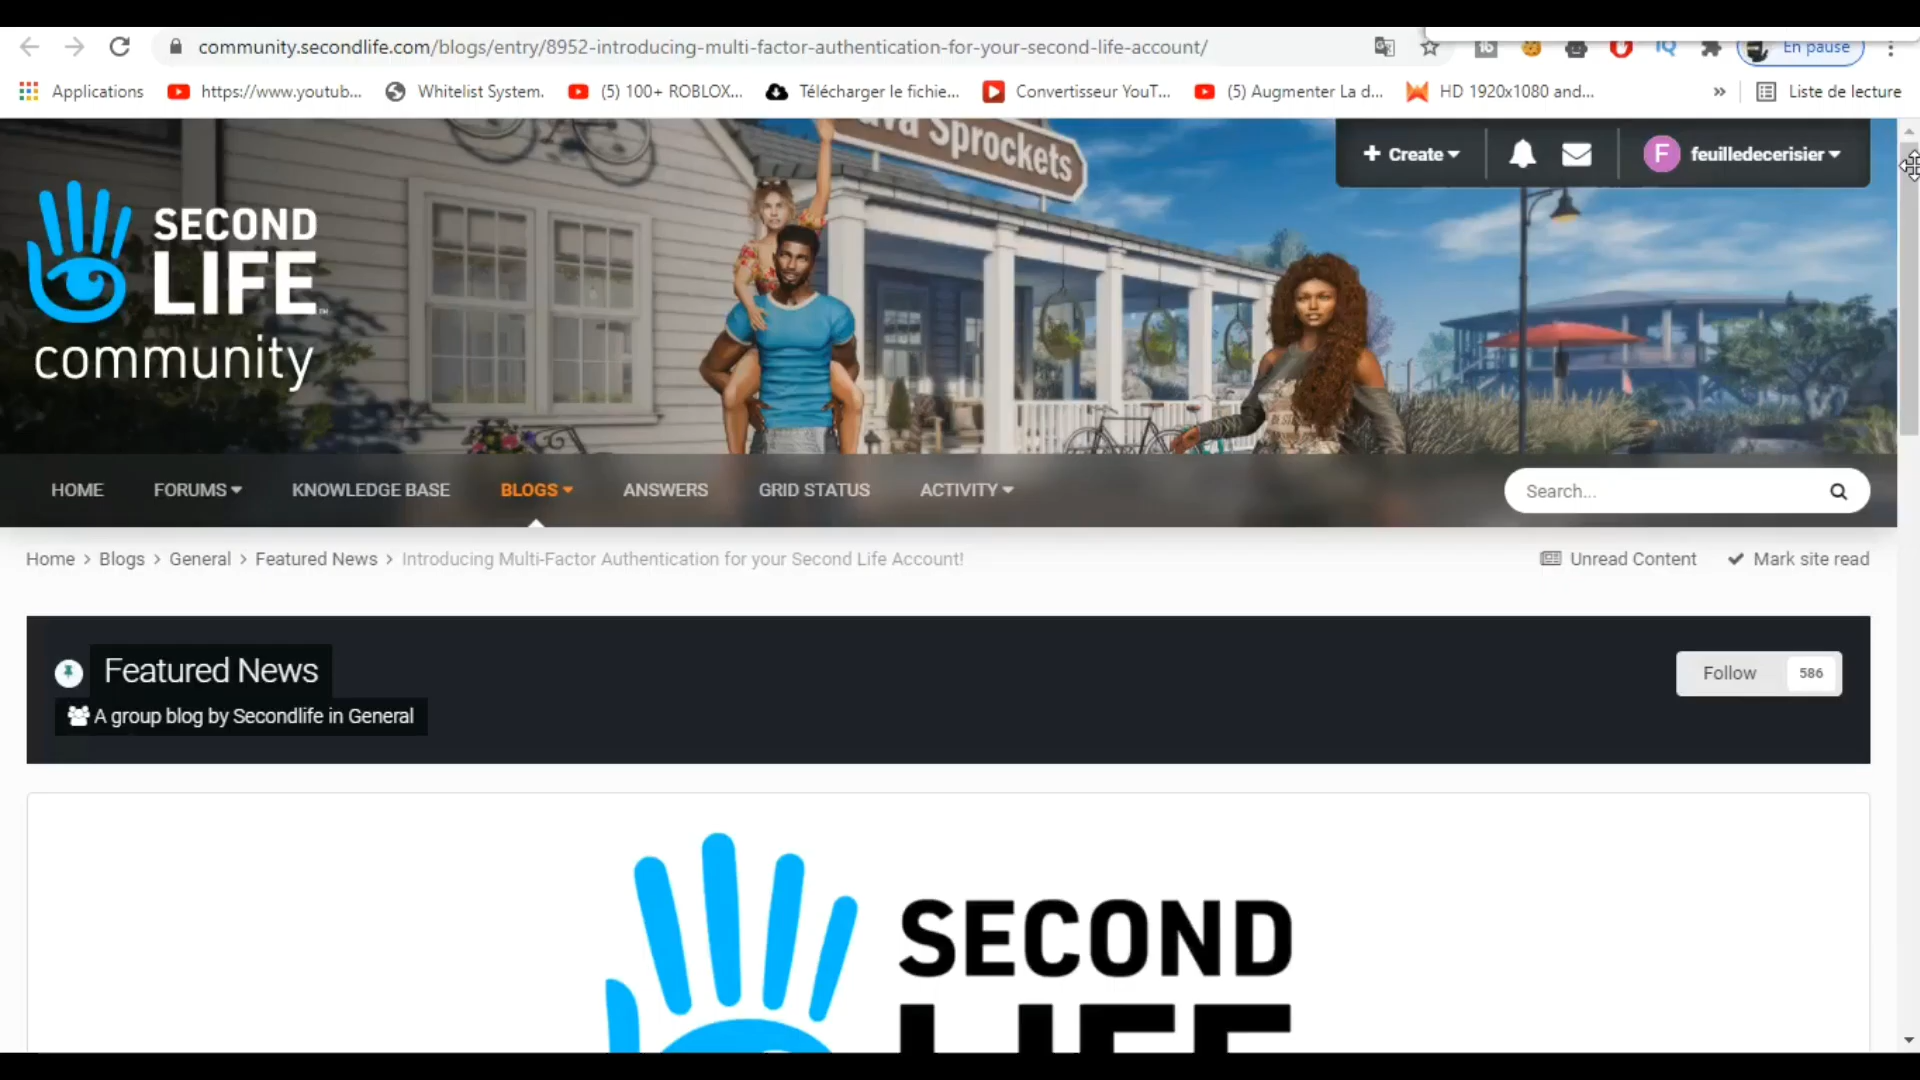 community.secondlife.com/blogs/entry/8952-introducing-multi-factor-authentication-for-your-second-life-account/
En pause
Applications
https://www.youtub...
Whitelist System.
(5) 100+ ROBLOX...
Télécharger le fichie...
Convertisseur YouT...
(5) Augmenter La d...
HD 1920x1080 and...
»
Liste de lecture
Sprockets
+ Create
F feuilledecerisier
SECOND
LIFE
community
HOME
FORUMS
KNOWLEDGE BASE
BLOGS
ANSWERS
GRID STATUS
ACTIVITY
Search...
Home > Blogs > General > Featured News > Introducing Multi-Factor Authentication for your Second Life Account!
Unread Content
Mark site read
Featured News
A group blog by Secondlife in General
Follow 586
SECOND
LIFE